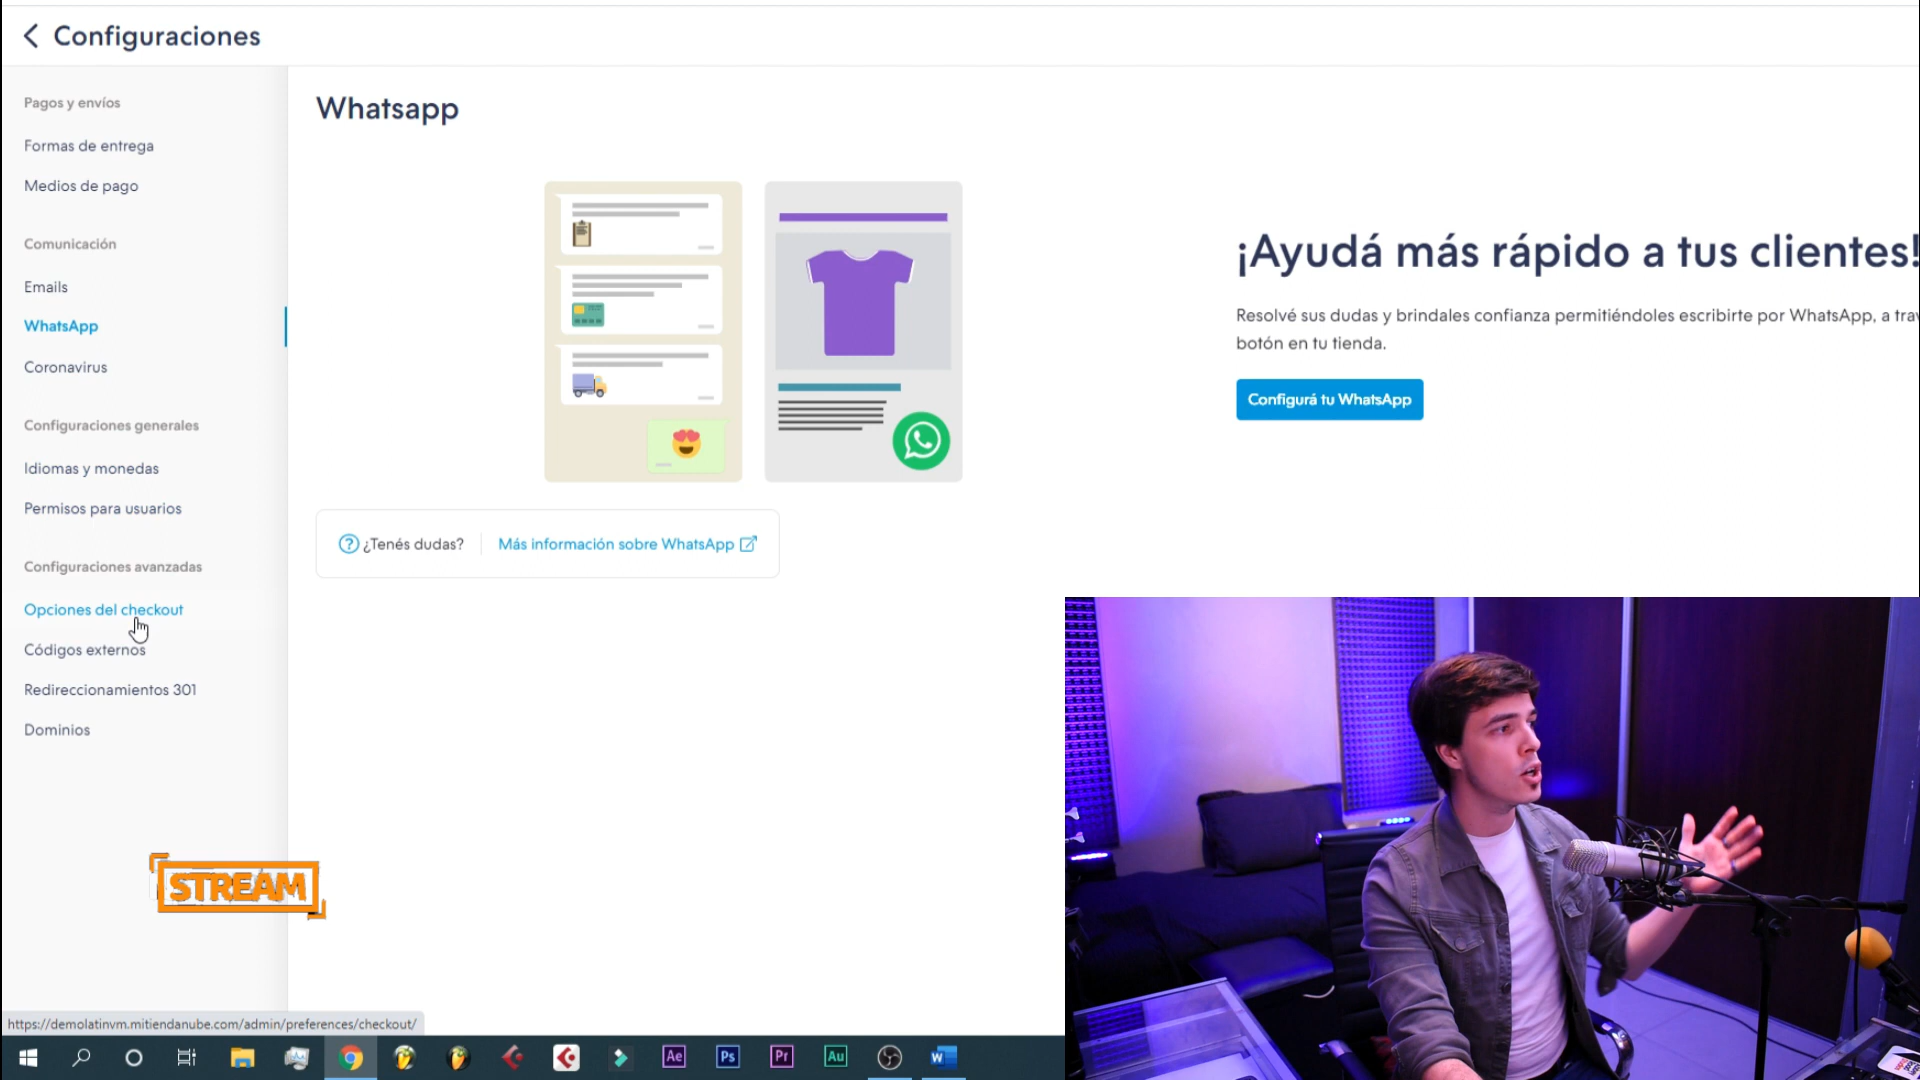 Configuraciones
Pagos y envíos
Formas de entrega
Medios de pago
Comunicación
Emails
WhatsApp
Coronavirus
Configuraciones generales
Idiomas y monedas
Permisos para usuarios
Configuraciones avanzadas
Opciones del checkout
Códigos externos
Redireccionamientos 301
Dominios
Whatsapp
¡Ayudá más rápido a tus clientes!
Resolvé sus dudas y brindales confianza permitiéndoles escribirte por WhatsApp, a
botón en tu tienda.
Configurá tu WhatsApp
¿Tenés dudas?
Más información sobre WhatsApp
STREAM
https://demolatinvm.mitiendanube.com/admin/preferences/checkout/
Ae
Ps
Pr
Au
W